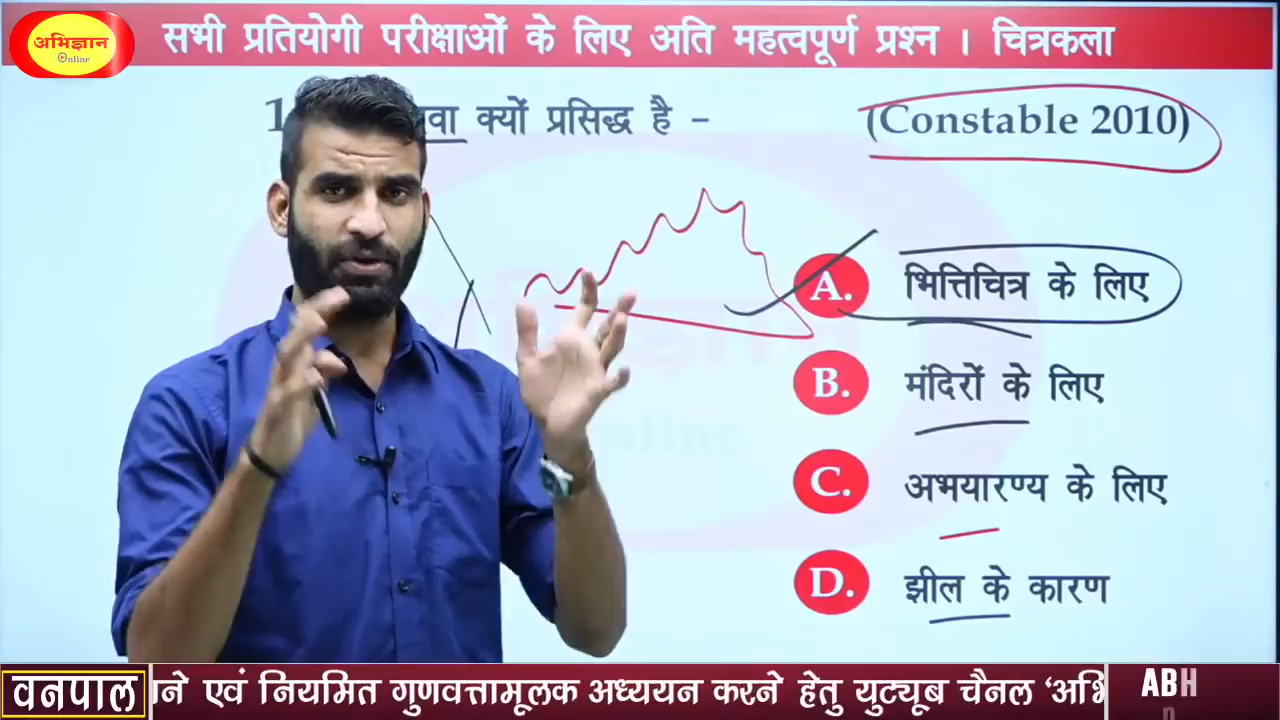 अभिज्ञान
Online
सभी प्रतियोगी परीक्षाओं के लिए अति महत्वपूर्ण प्रश्न । चित्रकला
क्यों प्रसिद्ध है –
(Constable 2010)
A. भित्तिचित्र के लिए
B. मंदिरों के लिए
C. अभयारण्य के लिए
D. झील के कारण
वनपाल
एवं नियमित गुणवत्तामूलक अध्ययन करने हेतु युट्यूब चैनल
ABH